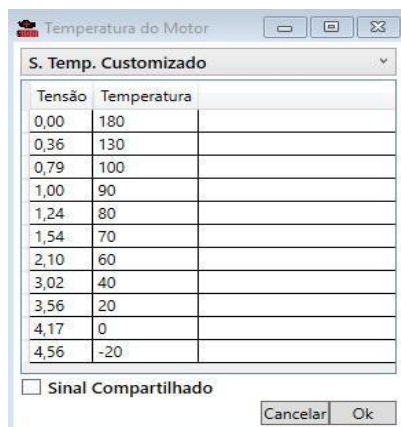 Temperatura do Motor
S. Temp. Customizado
Tensão Temperatura
0,00 180
0,36 130
0,79 100
1,00 90
1,24 80
1,54 70
2,10 60
3,02 40
3,56 20
4,17 0
4,56 -20
Sinal Compartilhado
Cancelar Ok